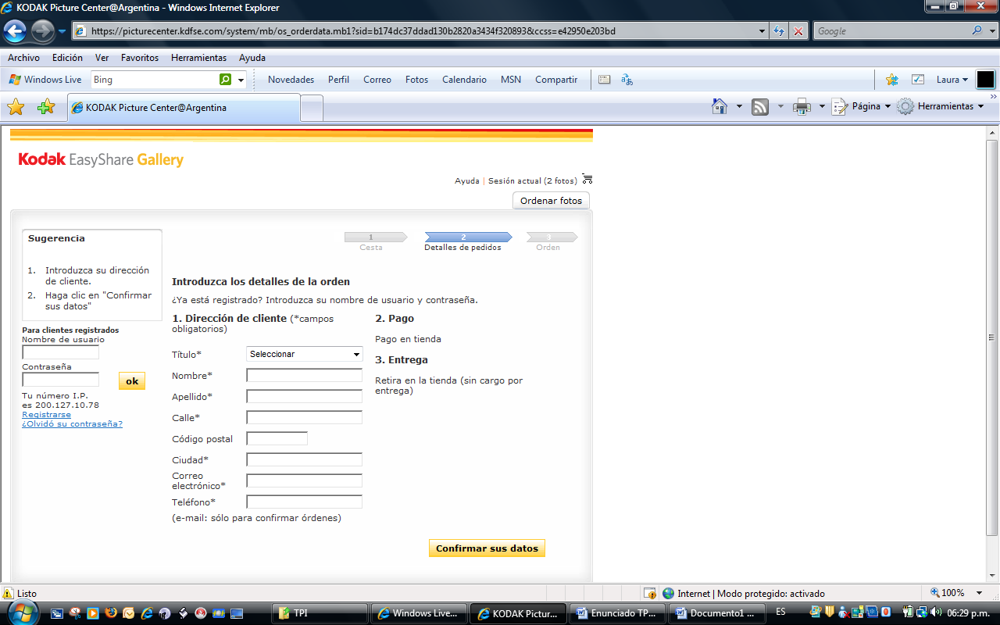 KODAK Picture Center@Argentina - Windows Internet Explorer
https://picturecenter.kdfse.com/system/mb/os_orderdata.mb1?sid=b174dc37ddad130b2820a3434f320893&ccss=e42950e203bd
Google
Archivo Edición Ver Favoritos Herramientas Ayuda
Windows Live Bing Novedades Perfil Correo Fotos Calendario MSN Compartir Laura
KODAK Picture Center@Argentina Página Herramientas
Kodak EasyShare Gallery
Ayuda | Sesión actual (2 fotos)
Ordenar fotos
Sugerencia
1. Introduzca su dirección
de cliente.
2. Haga clic en "Confirmar
sus datos"
Para clientes registrados
Nombre de usuario
Contraseña
ok
Tu número I.P.
es 200.127.10.78
Registrarse
¿Olvidó su contraseña?
1 2 3
Cesta Detalles de pedidos Orden
Introduzca los detalles de la orden
¿Ya está registrado? Introduzca su nombre de usuario y contraseña.
1. Dirección de cliente (*campos
obligatorios)
Título* Seleccionar
Nombre*
Apellido*
Calle*
Código postal
Ciudad*
Correo
electrónico*
Teléfono*
(e-mail: sólo para confirmar órdenes)
2. Pago
Pago en tienda
3. Entrega
Retira en la tienda (sin cargo por
entrega)
Confirmar sus datos
Listo Internet | Modo protegido: activado 100%
TPI Windows Live... KODAK Pictur... Enunciado TP... Documento1 ... ES 06:29 p.m.